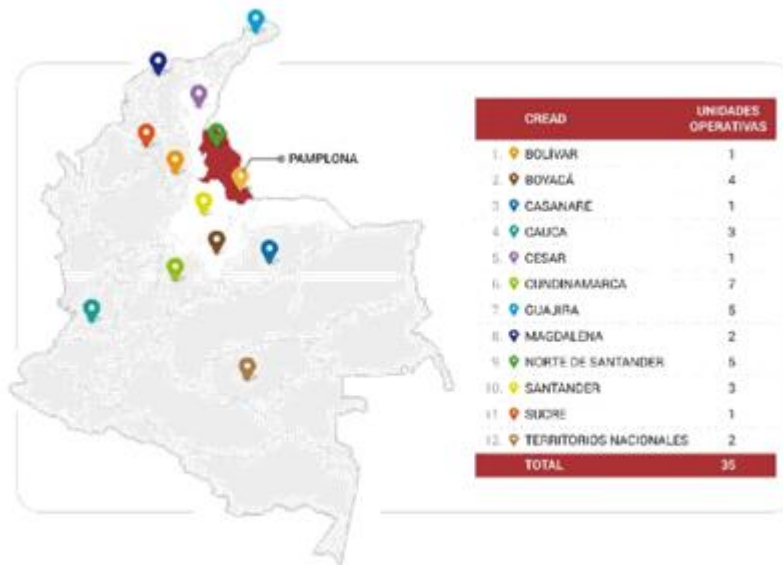 PAMPLONA
CREAD UNIDADES OPERATIVAS
1. BOLÍVAR 1
2. BOYACÁ 4
3. CASANARE 1
4. CAUCA 3
5. CESAR 1
6. CUNDINAMARCA 7
7. GUAJIRA 5
8. MAGDALENA 2
9. NORTE DE SANTANDER 5
10. SANTANDER 3
11. SUCRE 1
12. TERRITORIOS NACIONALES 2
TOTAL 35